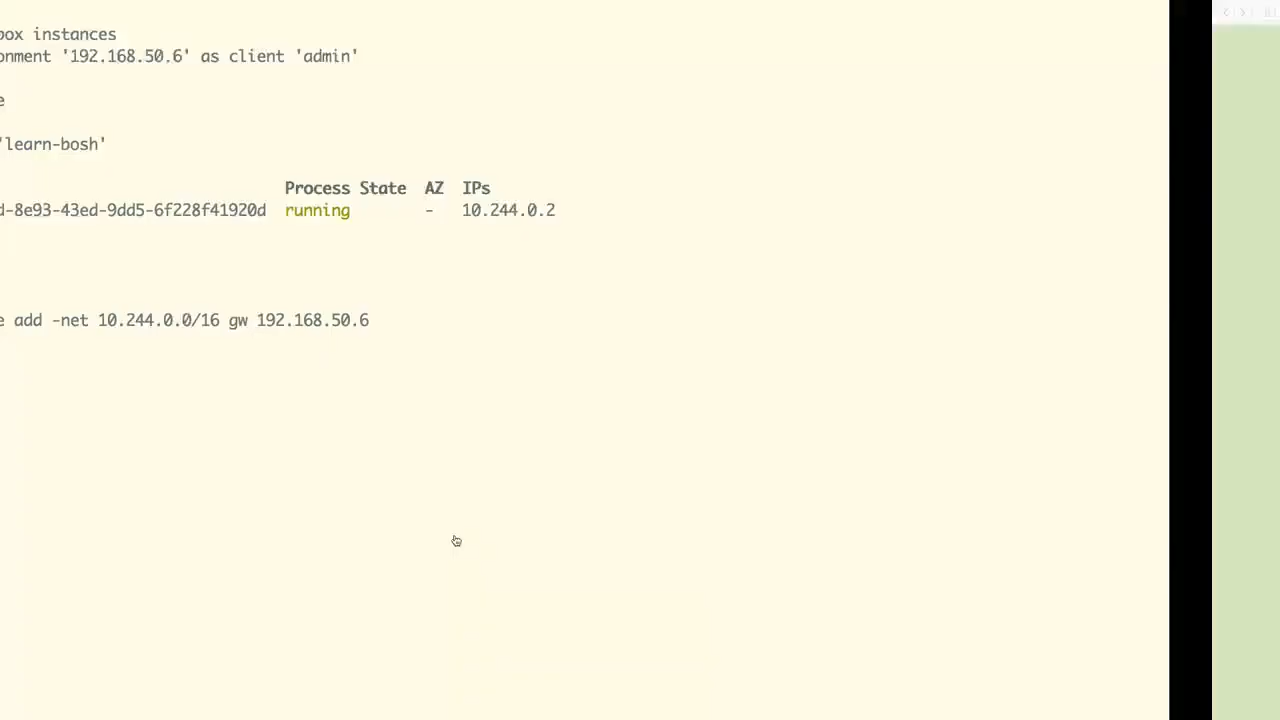 box instances
onment '192.168.50.6' as client 'admin'
e
'learn-bosh'
Process State AZ IPs
d-8e93-43ed-9dd5-6f228f41920d running - 10.244.0.2
e add -net 10.244.0.0/16 gw 192.168.50.6